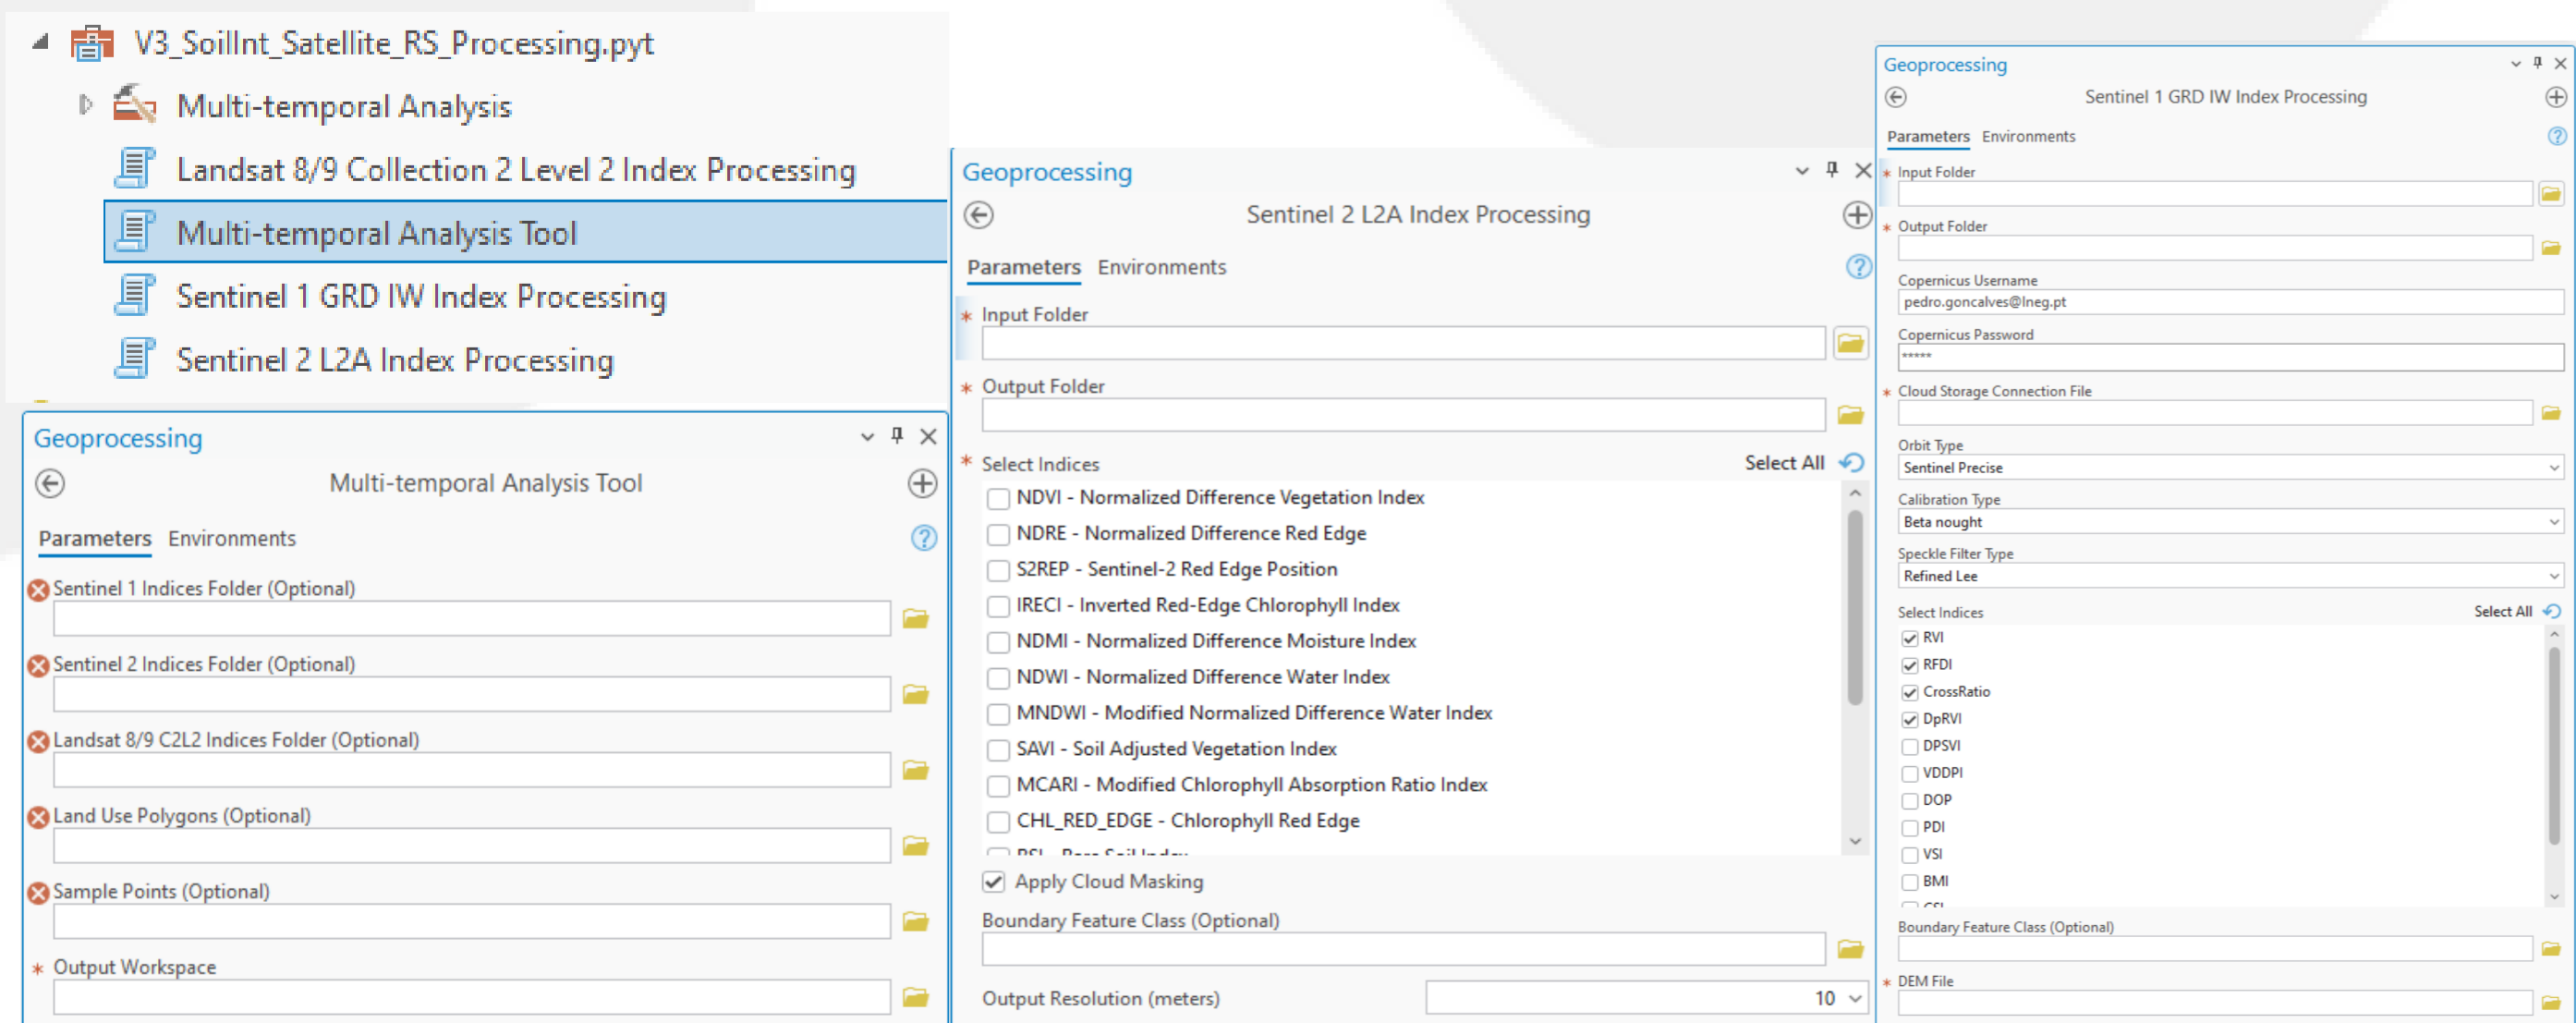 V3_SoilInt_Satellite_RS_Processing.pyt
Multi-temporal Analysis
Landsat 8/9 Collection 2 Level 2 Index Processing
Multi-temporal Analysis Tool
Sentinel 1 GRD IW Index Processing
Sentinel 2 L2A Index Processing
Geoprocessing
Multi-temporal Analysis Tool
Parameters Environments
Sentinel 1 Indices Folder (Optional)
Sentinel 2 Indices Folder (Optional)
Landsat 8/9 C2L2 Indices Folder (Optional)
Land Use Polygons (Optional)
Sample Points (Optional)
* Output Workspace
Geoprocessing
Sentinel 2 L2A Index Processing
Parameters Environments
* Input Folder
* Output Folder
* Select Indices Select All
NDVI - Normalized Difference Vegetation Index
NDRE - Normalized Difference Red Edge
S2REP - Sentinel-2 Red Edge Position
IRECI - Inverted Red-Edge Chlorophyll Index
NDMI - Normalized Difference Moisture Index
NDWI - Normalized Difference Water Index
MNDWI - Modified Normalized Difference Water Index
SAVI - Soil Adjusted Vegetation Index
MCARI - Modified Chlorophyll Absorption Ratio Index
CHL_RED_EDGE - Chlorophyll Red Edge
BSI - Bare Soil Index
Apply Cloud Masking
Boundary Feature Class (Optional)
Output Resolution (meters) 10
Geoprocessing
Sentinel 1 GRD IW Index Processing
Parameters Environments
* Input Folder
* Output Folder
Copernicus Username
pedro.goncalves@lneg.pt
Copernicus Password
*****
* Cloud Storage Connection File
Orbit Type
Sentinel Precise
Calibration Type
Beta nought
Speckle Filter Type
Refined Lee
Select Indices Select All
RVI
RFDI
CrossRatio
DpRVI
DPSVI
VDDPI
DOP
PDI
VSI
BMI
Boundary Feature Class (Optional)
* DEM File